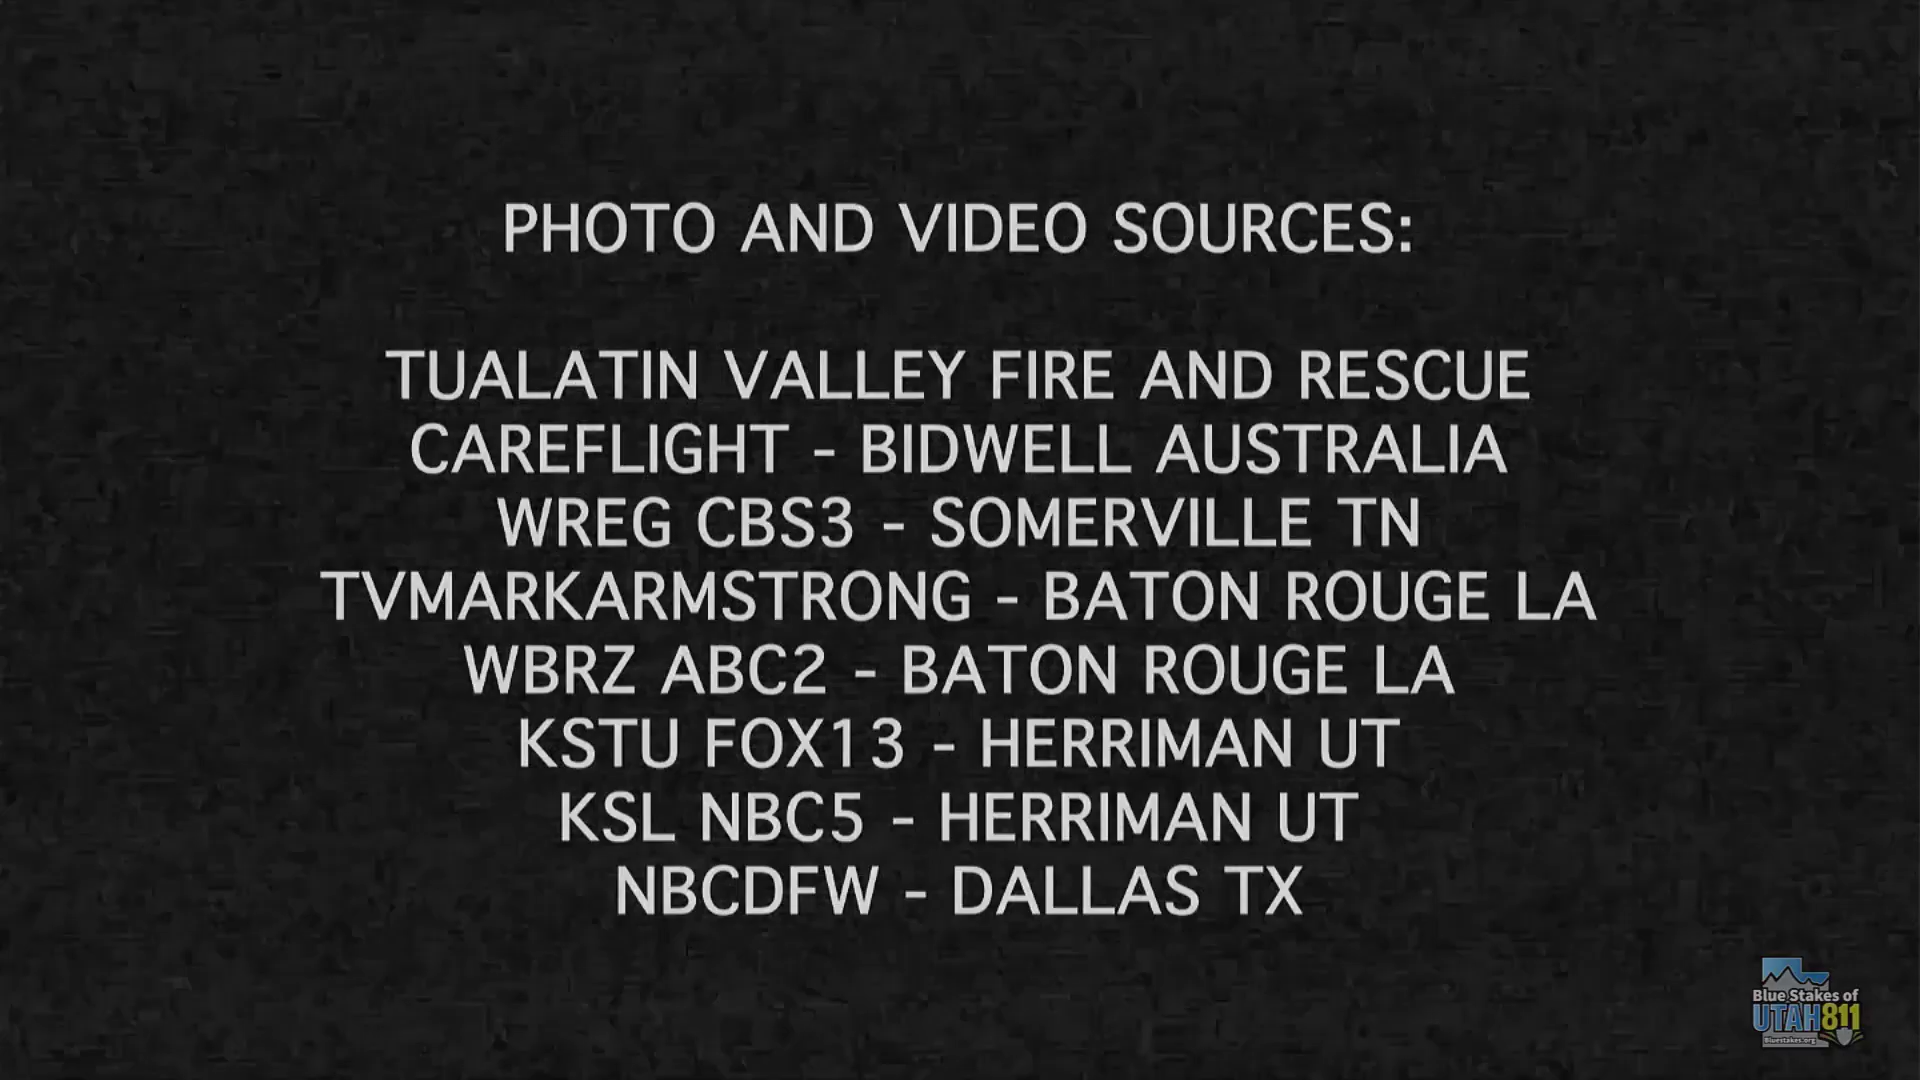 PHOTO AND VIDEO SOURCES:
TUALATIN VALLEY FIRE AND RESCUE
CAREFLIGHT - BIDWELL AUSTRALIA
WREG CBS3 - SOMERVILLE TN
TVMARKARMSTRONG - BATON ROUGE LA
WBRZ ABC2 - BATON ROUGE LA
KSTU FOX13 - HERRIMAN UT
KSL NBC5 - HERRIMAN UT
NBCDFW - DALLAS TX
Blue Stakes of
UTAH811
Bluestakes.org